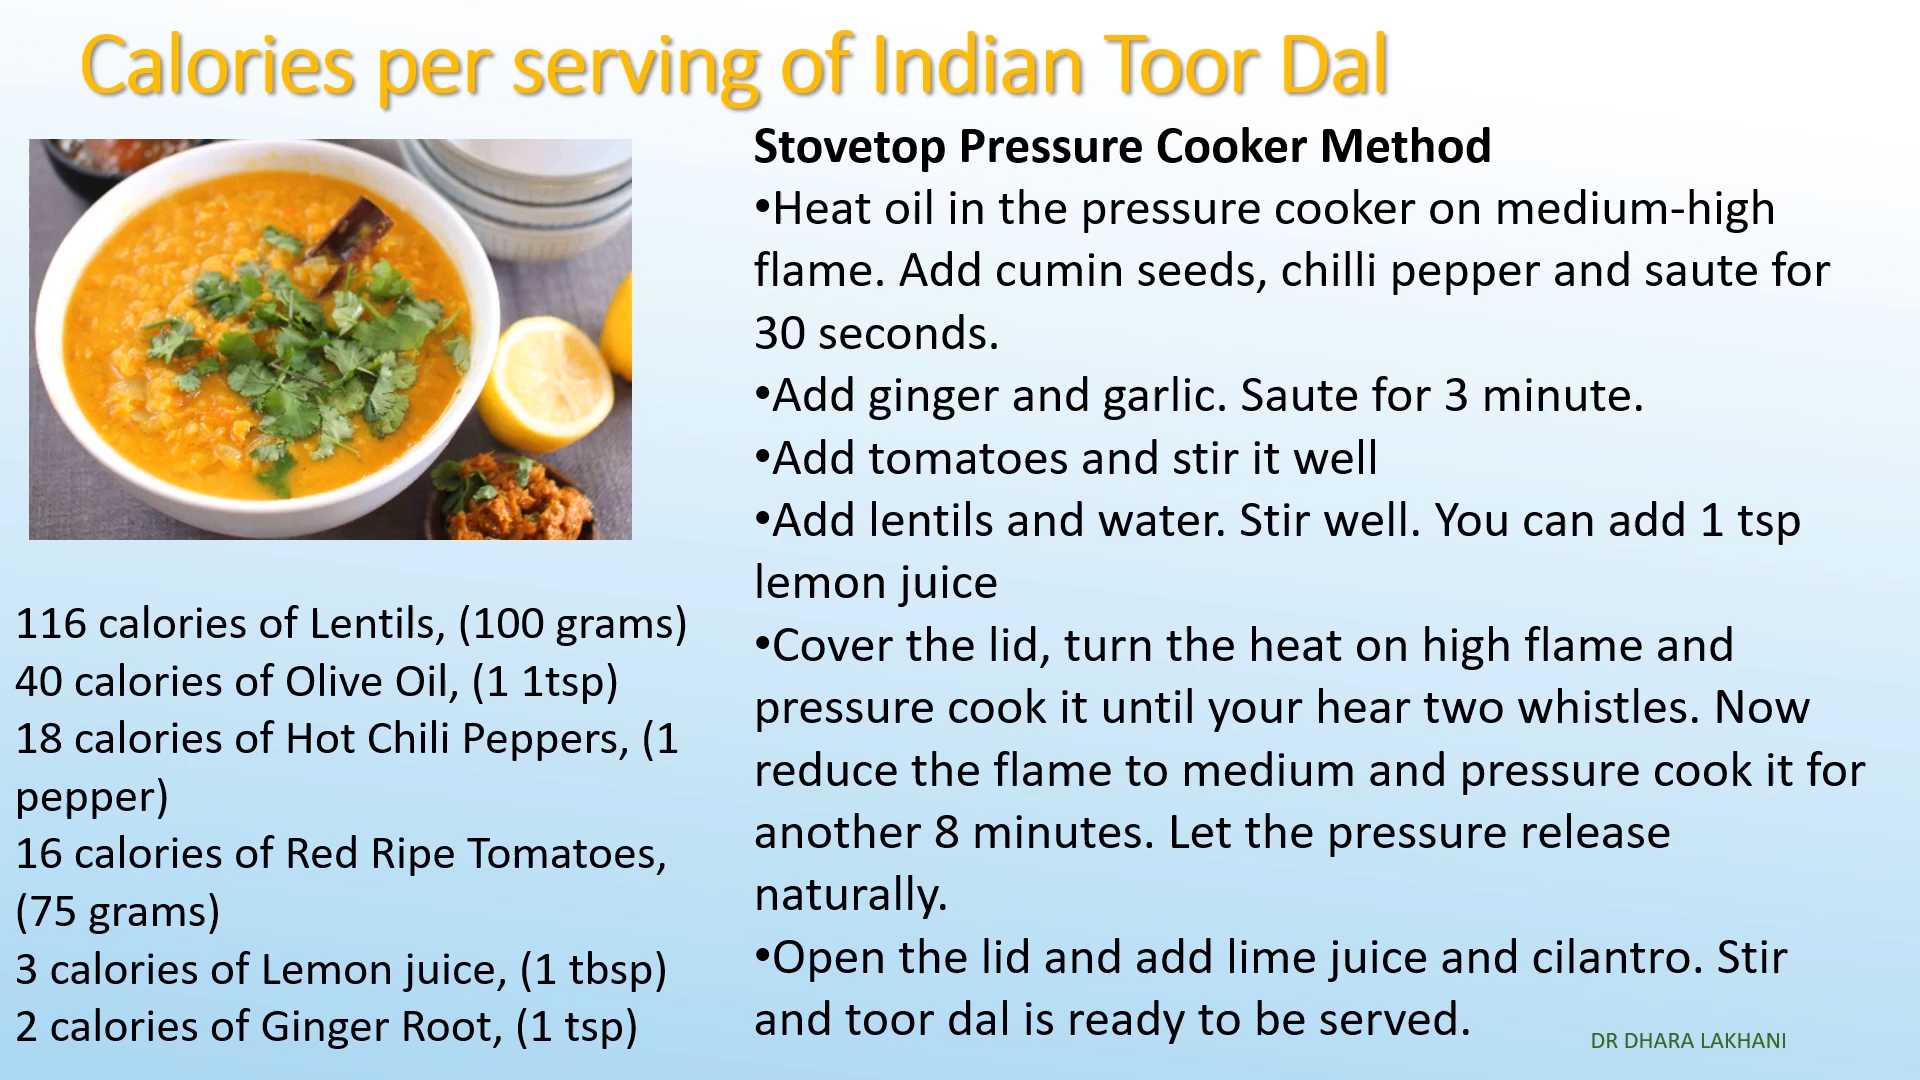 Calories per serving of Indian Toor Dal
116 calories of Lentils, (100 grams)
40 calories of Olive Oil, (1 1tsp)
18 calories of Hot Chili Peppers, (1
pepper)
16 calories of Red Ripe Tomatoes,
(75 grams)
3 calories of Lemon juice, (1 tbsp)
2 calories of Ginger Root, (1 tsp)
Stovetop Pressure Cooker Method
•Heat oil in the pressure cooker on medium-high
flame. Add cumin seeds, chilli pepper and saute for
30 seconds.
•Add ginger and garlic. Saute for 3 minute.
•Add tomatoes and stir it well
•Add lentils and water. Stir well. You can add 1 tsp
lemon juice
•Cover the lid, turn the heat on high flame and
pressure cook it until your hear two whistles. Now
reduce the flame to medium and pressure cook it for
another 8 minutes. Let the pressure release
naturally.
•Open the lid and add lime juice and cilantro. Stir
and toor dal is ready to be served.
DR DHARA LAKHANI